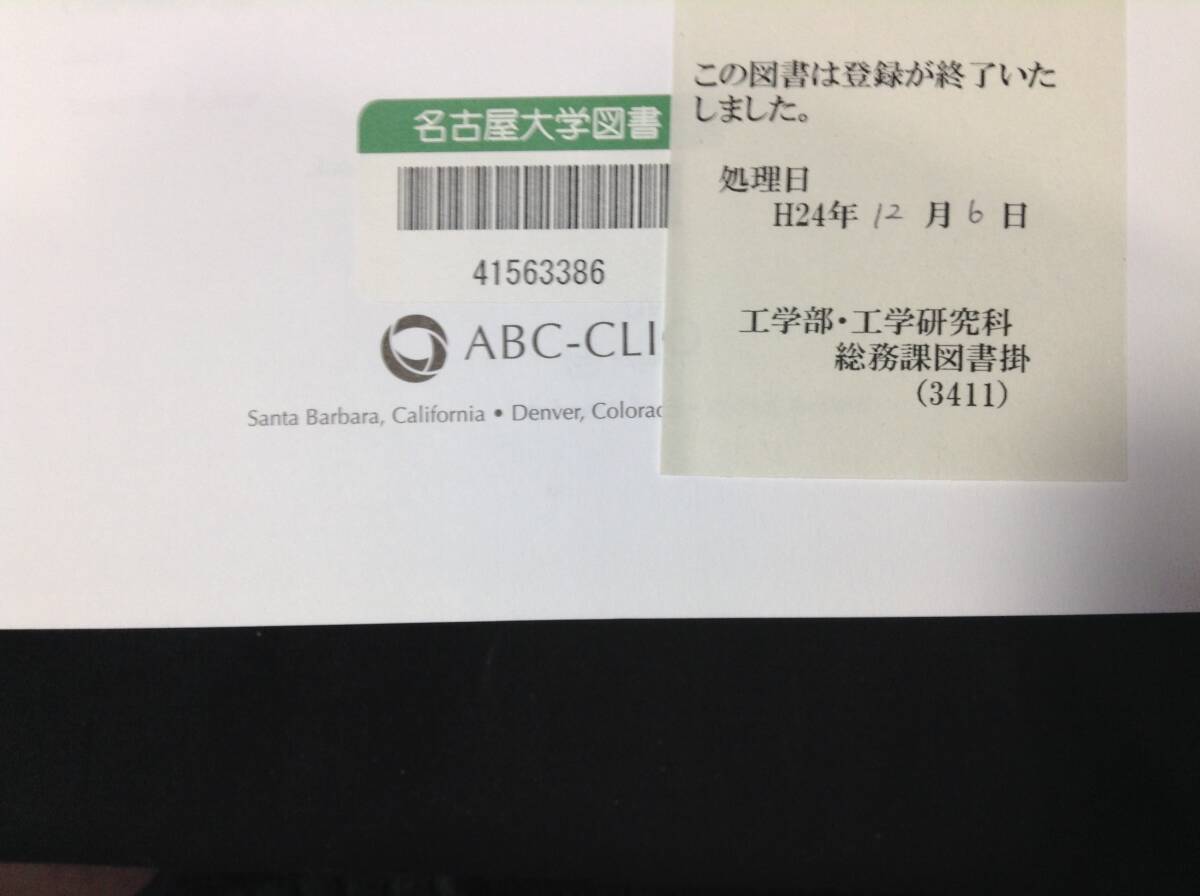 名古屋大学図書
41563386
ABC-CLIO
Santa Barbara, California • Denver,
この図書は登録が終了いた
しました。
処理日
H24年 12 月 6 日
工学部・工学研究科
総務課図書掛
(3411)